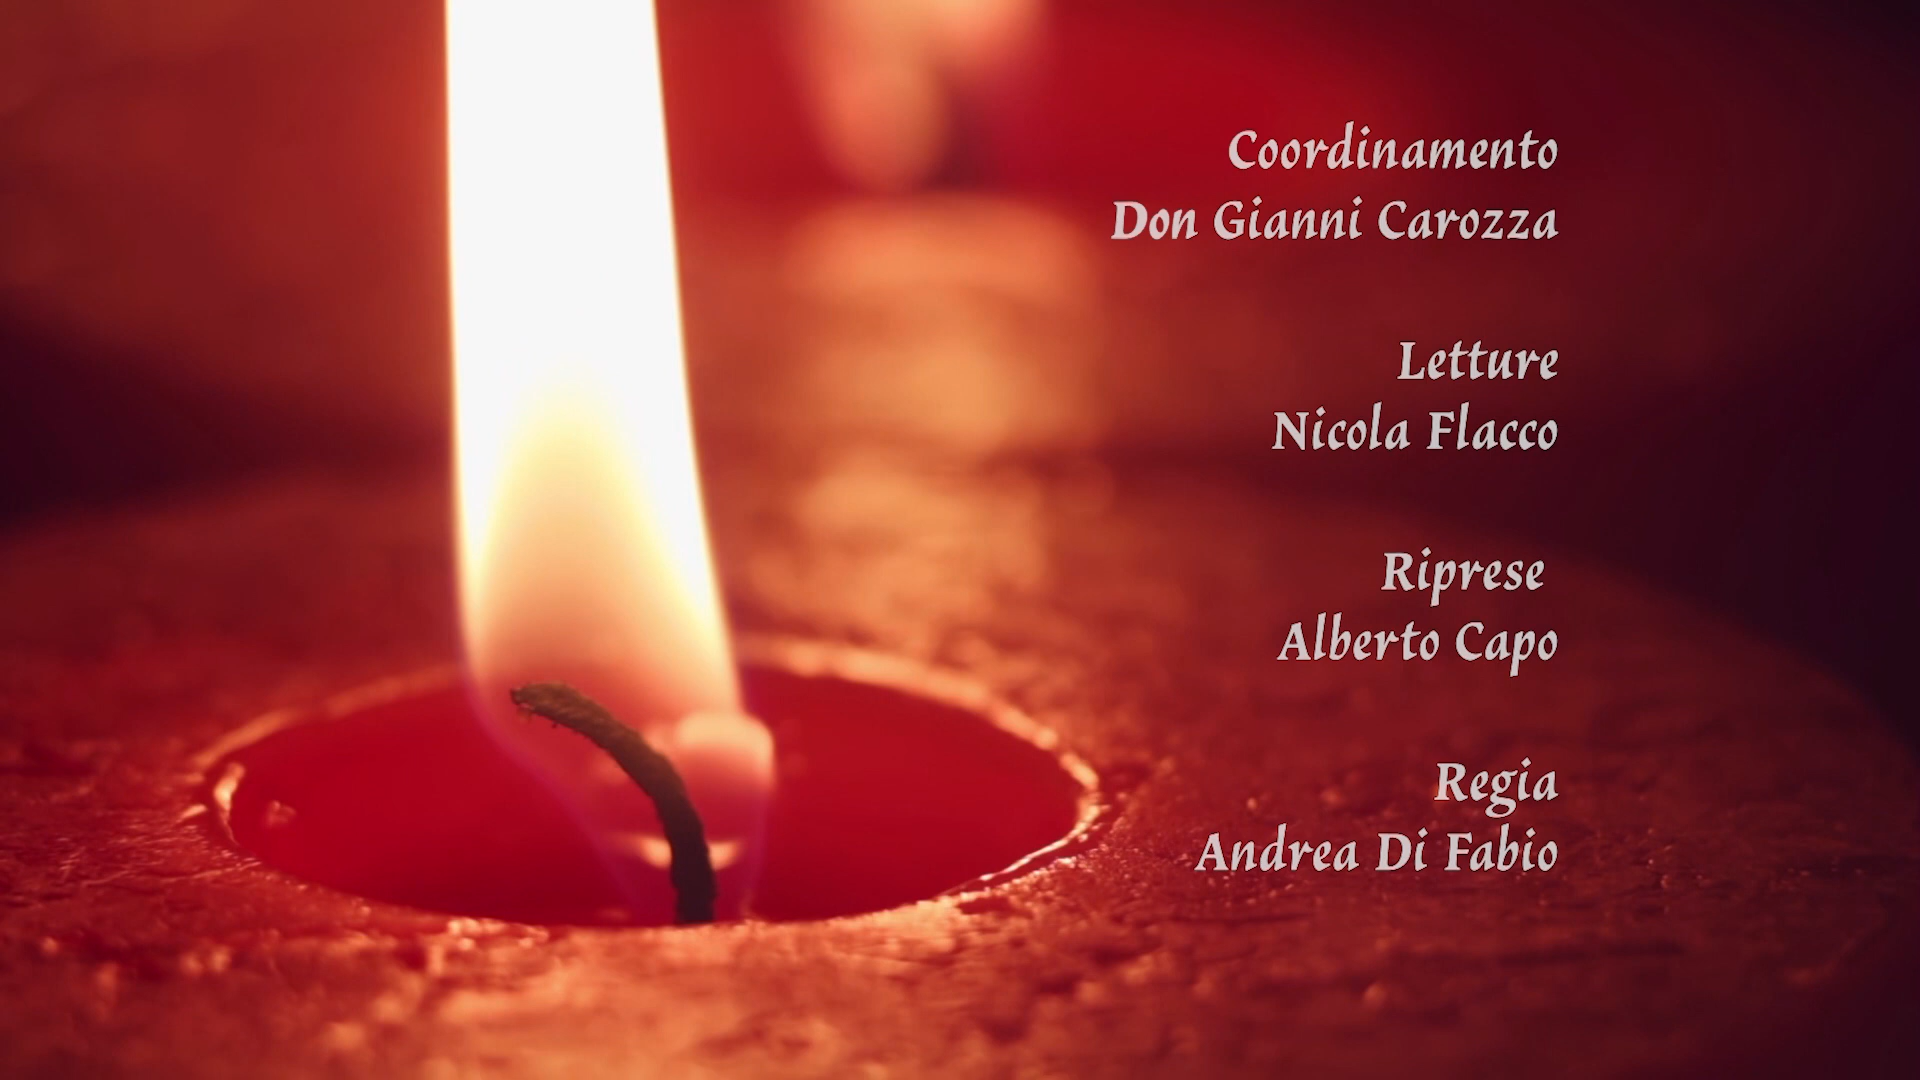 Coordinamento
Don Gianni Carozza
Letture
Nicola Flacco
Riprese
Alberto Capo
Regia
Andrea Di Fabio